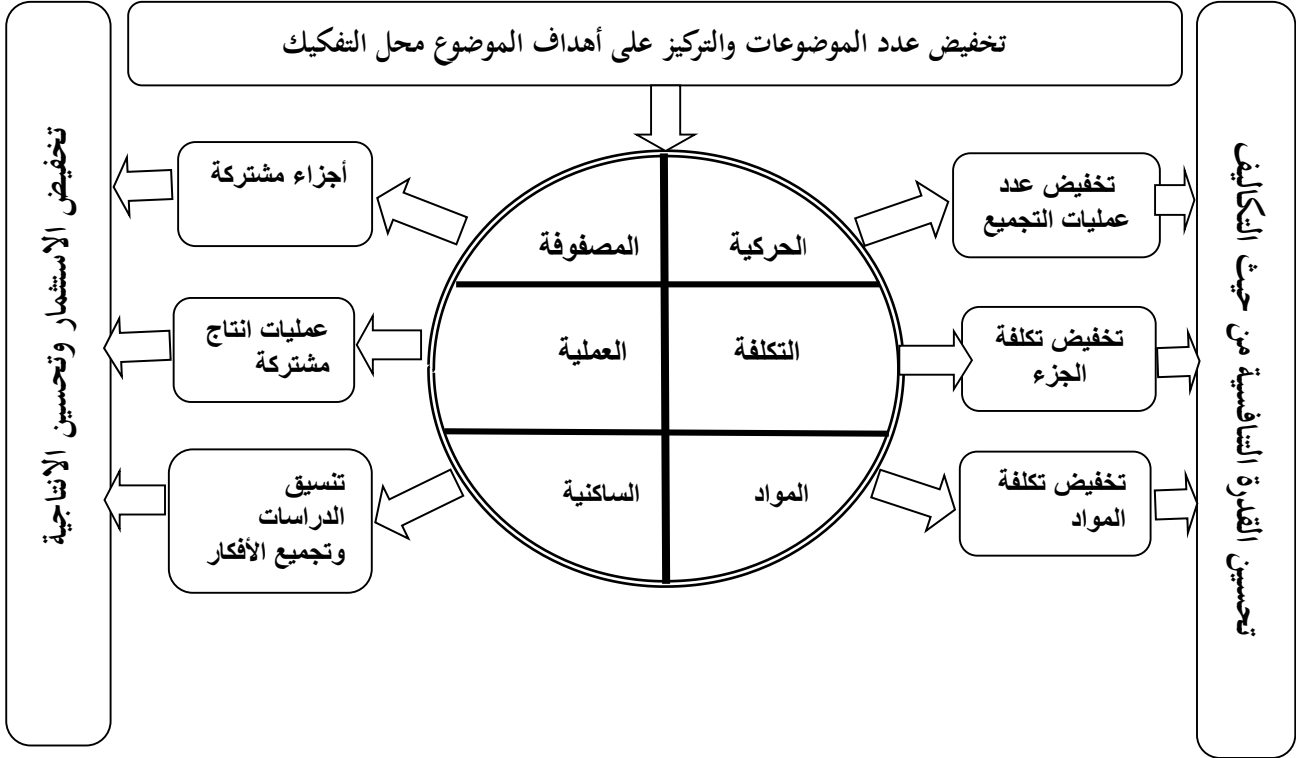 تخفيض عدد الموضوعات والتركيز على أهداف الموضوع محل التفكيك
تحسين القدرة التنافسية من حيث التكاليف
تخفيض عدد
عمليات التجميع
تخفيض تكلفة
الجزء
تخفيض تكلفة
المواد
الحركية
المصفوفة
التكلفة
العملية
المواد
الساكنية
أجزاء مشتركة
عمليات انتاج
مشتركة
تنسيق
الدراسات
وتجميع الأفكار
تخفيض الاستثمار وتحسين الانتاجية